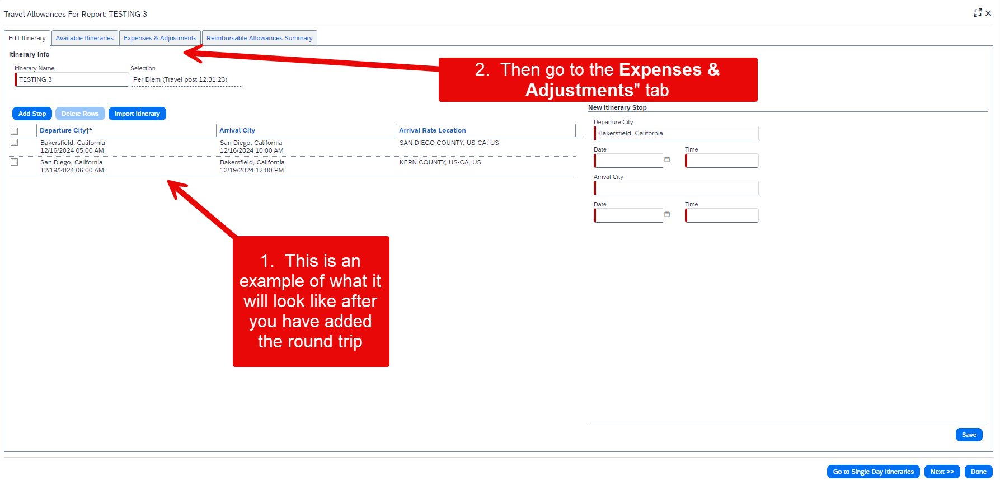 Travel Allowances For Report: TESTING 3
Edit Itinerary
Available Itineraries
Expenses & Adjustments
Reimbursable Allowances Summary
Itinerary Info
Itinerary Name
Selection
TESTING 3
Per Diem (Travel post 12.31.23)
2. Then go to the Expenses &
Adjustments" tab
Add Stop
Delete Rows
Import Itinerary
Departure City
Arrival City
Arrival Rate Location
Bakersfield, California
San Diego, California
SAN DIEGO COUNTY, US-CA, US
12/16/2024 05:00 AM
12/16/2024 10:00 AM
San Diego, California
Bakersfield, California
KERN COUNTY, US-CA, US
12/19/2024 06:00 AM
12/19/2024 12:00 PM
1. This is an
example of what it
will look like after
you have added
the round trip
New Itinerary Stop
Departure City
Bakersfield, California
Date
Time
Arrival City
Date
Time
Save
Go to Single Day Itineraries
Next >>
Done